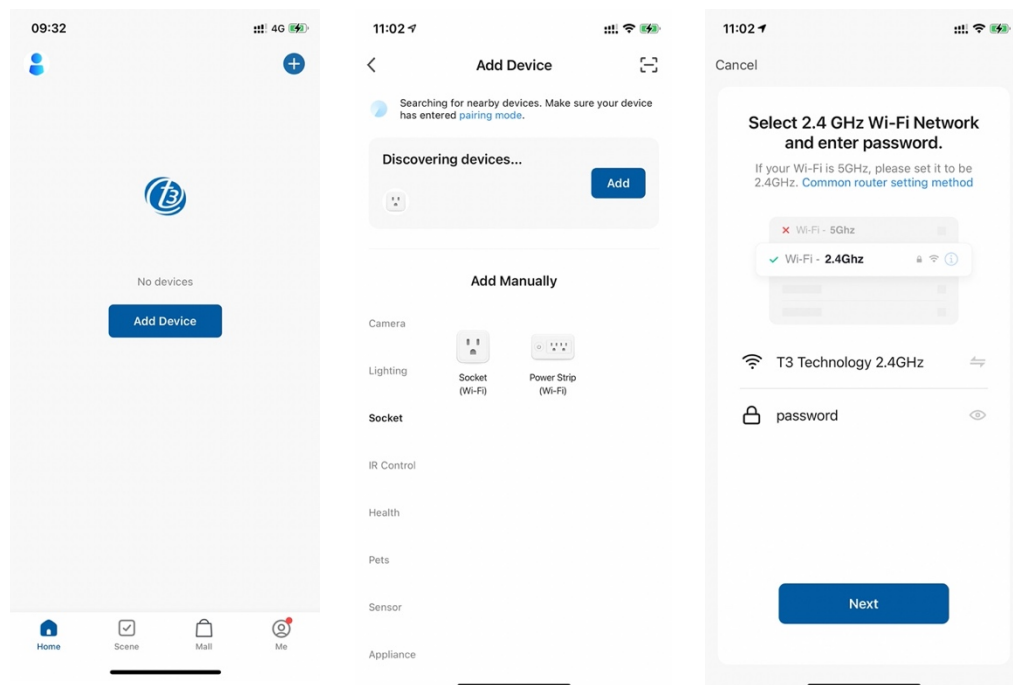 09:32
4G
t3
No devices
Add Device
Home
Scene
Mall
Me
11:02
Add Device
Searching for nearby devices. Make sure your device
has entered pairing mode.
Discovering devices...
Add
Add Manually
Camera
Lighting
Socket
(Wi-Fi)
Power Strip
(Wi-Fi)
Socket
IR Control
Health
Pets
Sensor
Appliance
11:02
Cancel
Select 2.4 GHz Wi-Fi Network
and enter password.
If your Wi-Fi is 5GHz, please set it to be
2.4GHz. Common router setting method
Wi-Fi - 5Ghz
Wi-Fi - 2.4Ghz
T3 Technology 2.4GHz
password
Next